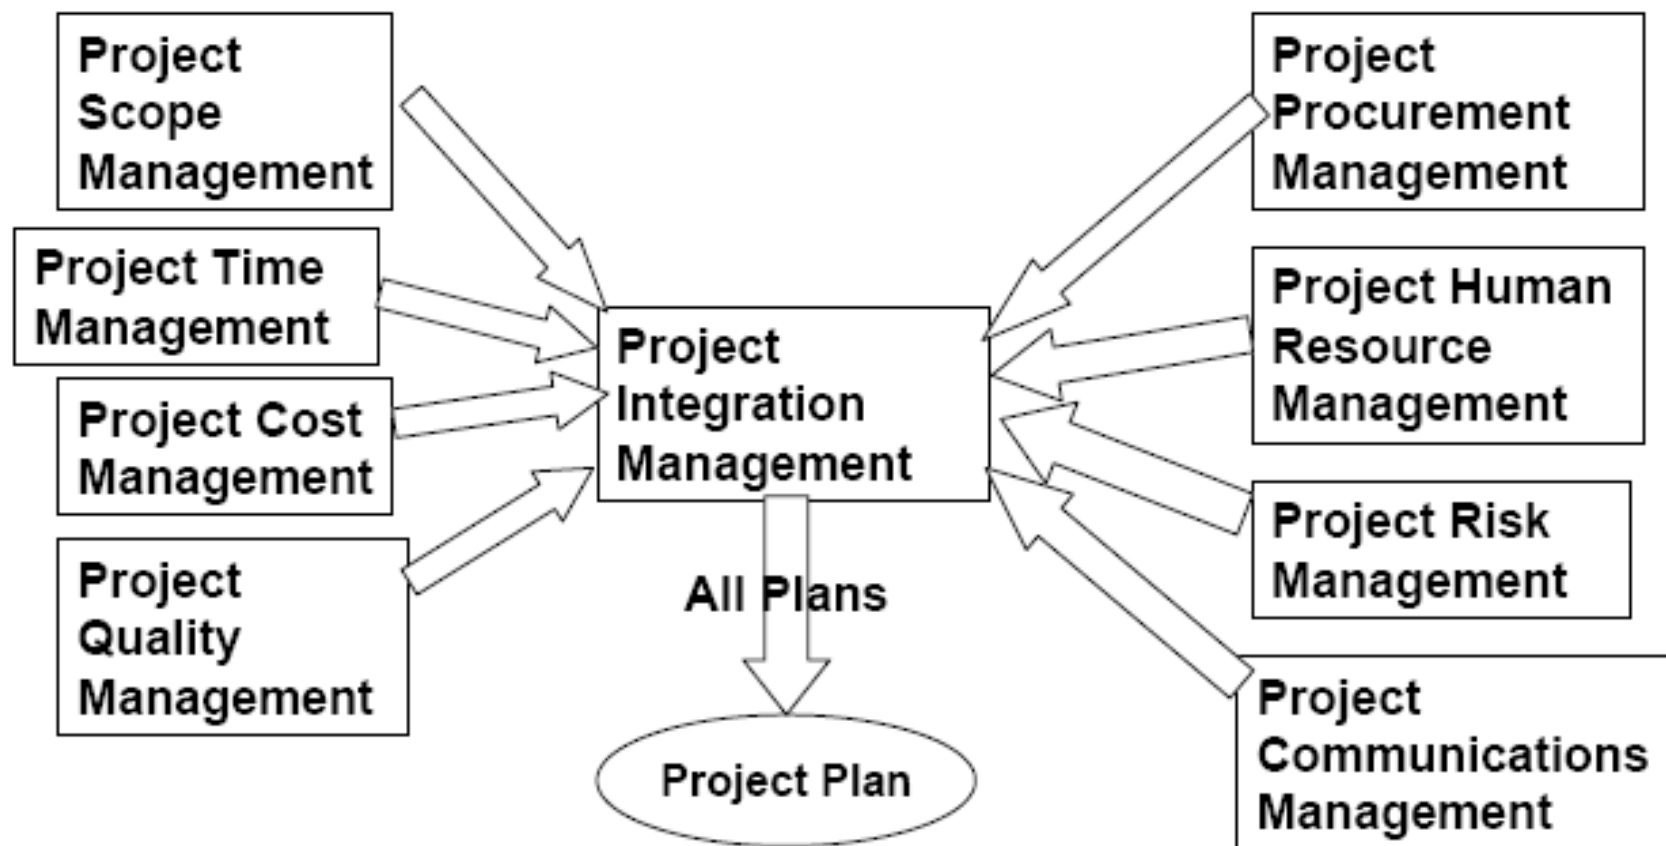 Project
Scope
Management
Project Time
Management
Project Cost
Management
Project
Quality
Management
Project
Integration
Management
All Plans
Project Plan
Project
Procurement
Management
Project Human
Resource
Management
Project Risk
Management
Project
Communications
Management